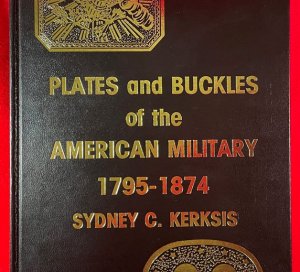 PLATES and BUCKLES
of the
AMERICAN MILITARY
1795-1874
SYDNEY C. KERKSIS